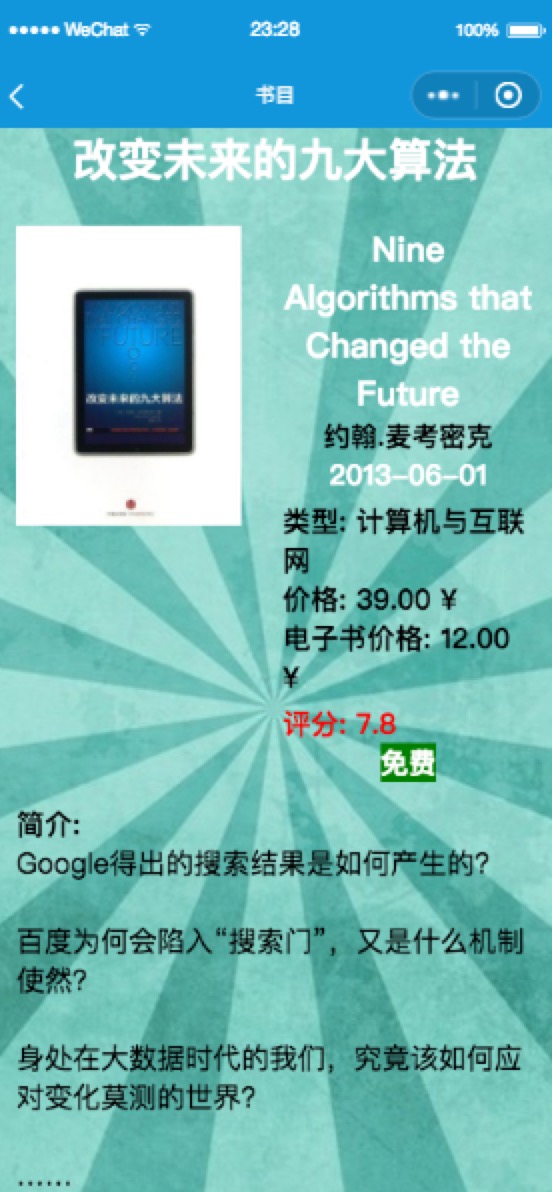 WeChat 23:28 100%
书目
改变未来的九大算法
FUTURE
改变未来的九大算法
Nine
Algorithms that
Changed the
Future
约翰.麦考密克
2013-06-01
类型: 计算机与互联
网
价格: 39.00 ¥
电子书价格: 12.00
¥
评分: 7.8
免费
简介:
Google得出的搜索结果是如何产生的?
百度为何会陷入“搜索门”，又是什么机制
使然?
身处在大数据时代的我们，究竟该如何应
对变化莫测的世界?
……